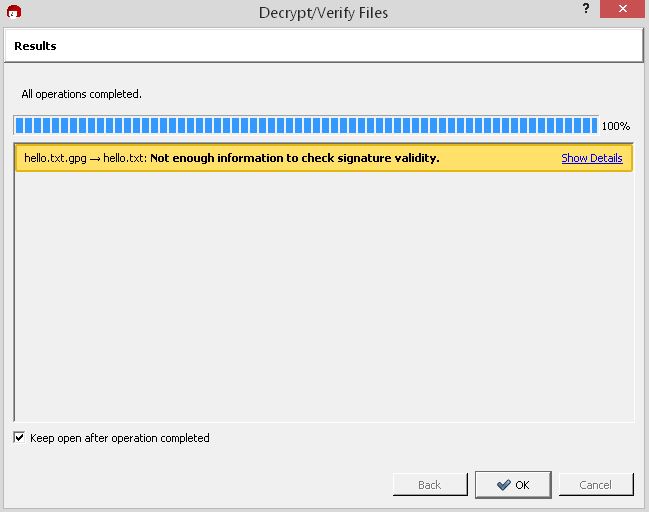 Decrypt/Verify Files
Results
All operations completed.
100%
hello.txt.gpg → hello.txt: Not enough information to check signature validity. Show Details
Keep open after operation completed
Back OK Cancel